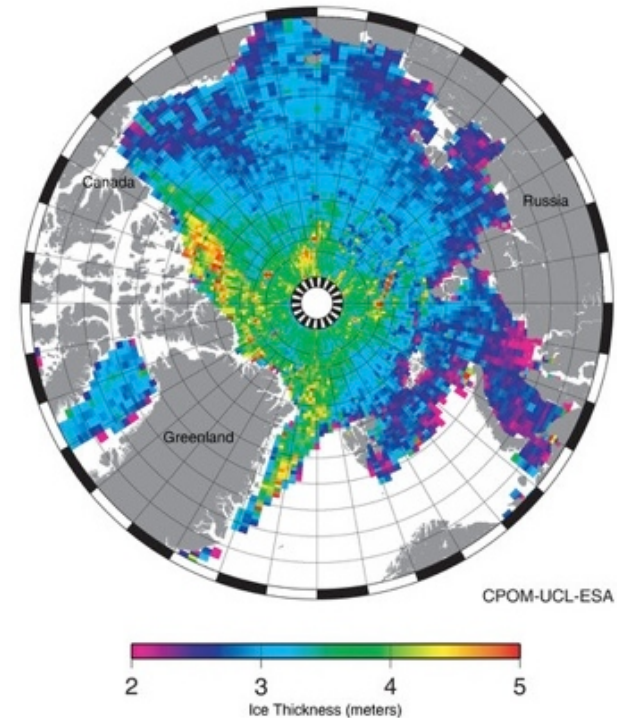 Canada
Russia
Greenland
CPOM-UCL-ESA
2 3 4 5
Ice Thickness (meters)